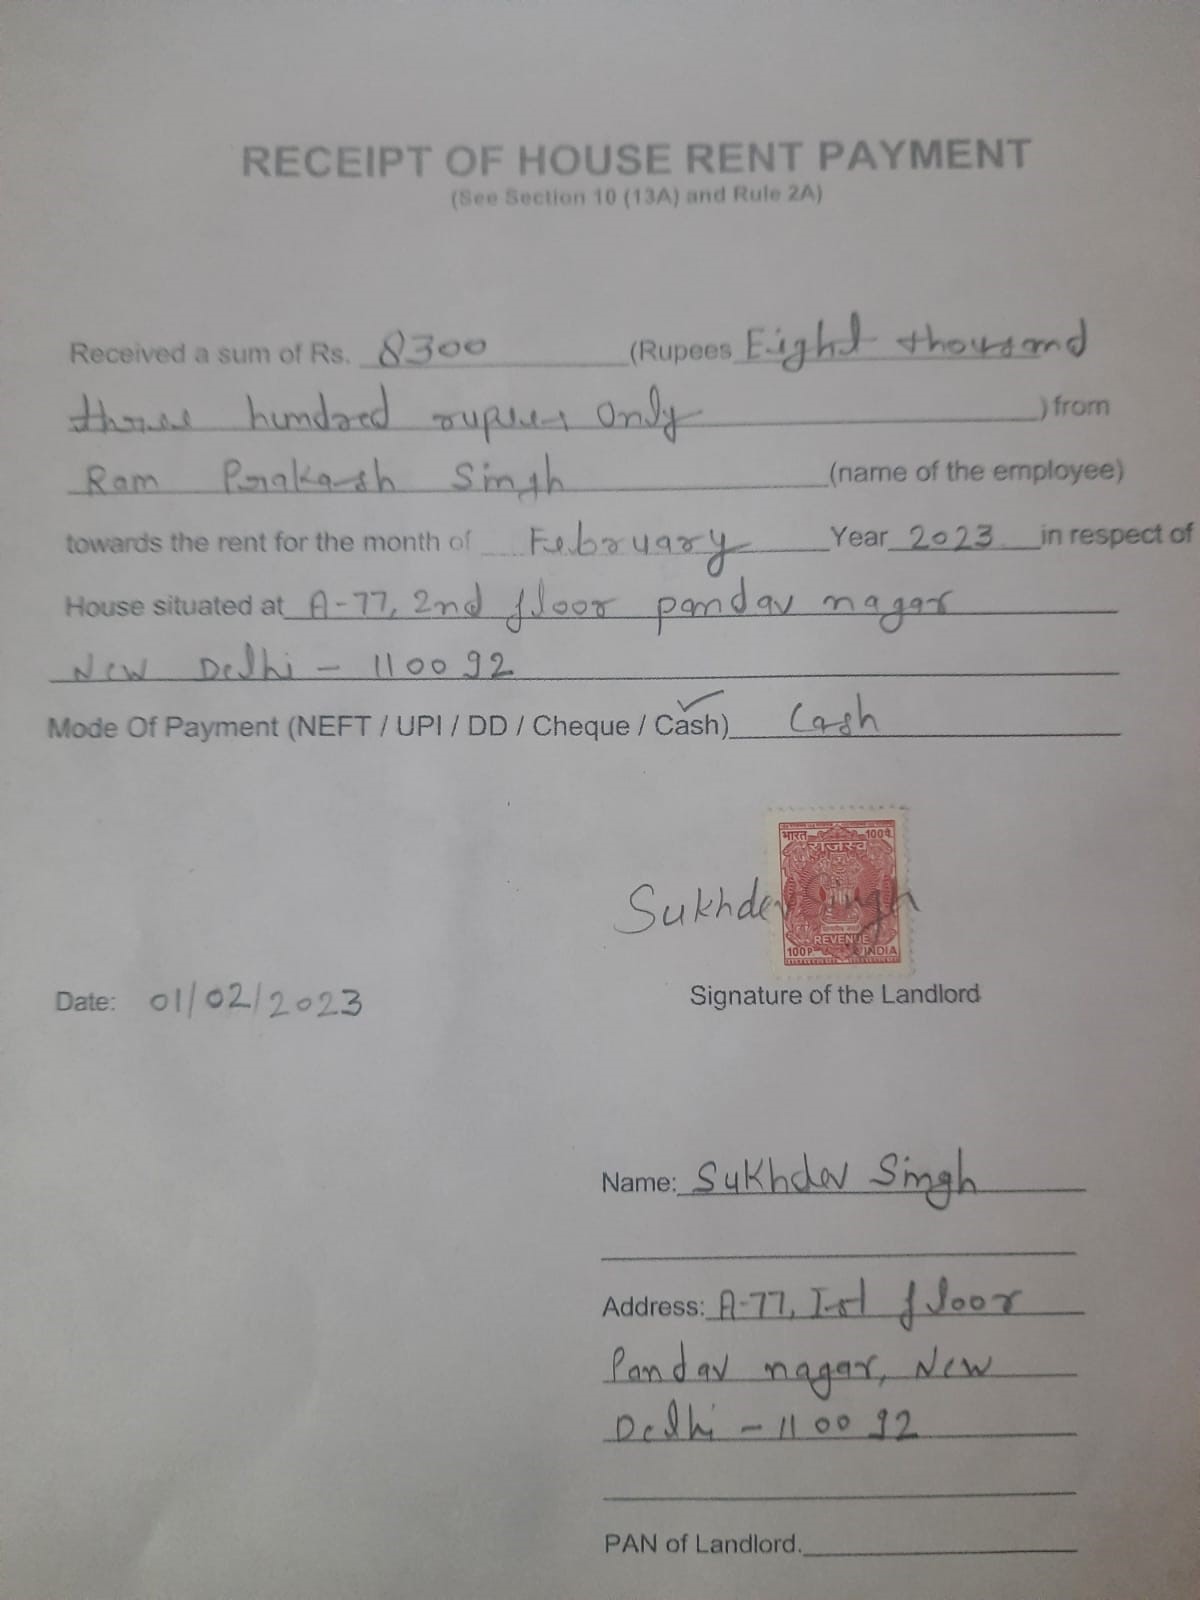 RECEIPT OF HOUSE RENT PAYMENT
(See Section 10 (13A) and Rule 2A)
Received a sum of Rs. 8300 (Rupees Eight thousand
three hundred rupees only ) from
Ram Prakash Singh (name of the employee)
towards the rent for the month of February Year 2023 in respect of
House situated at A-77, 2nd floor pandav nagar
New Delhi - 110092
Mode Of Payment (NEFT / UPI / DD / Cheque / Cash) Cash
भारत 100पै.
राजस्व
Sukhdev Singh
REVENUE
100P INDIA
Date: 01/02/2023 Signature of the Landlord
Name: Sukhdev Singh
Address: A-77, Ist floor
Pandav nagar, New
Delhi - 110092
PAN of Landlord.